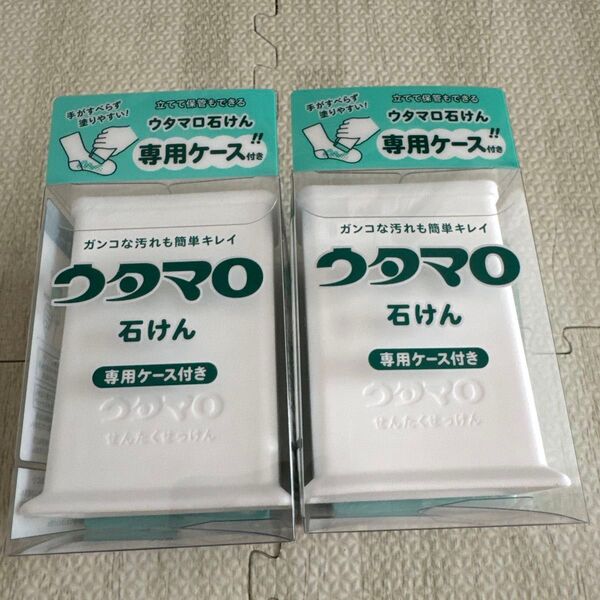 手がすべらず
塗りやすい!
立てて保管もできる
ウタマロ石けん
専用ケース付き!!
ガンコな汚れも簡単キレイ
ウタマロ
石けん
専用ケース付き
ウタマロ
せんたくせっけん
手がすべらず
塗りやすい!
立てて保管もできる
ウタマロ石けん
専用ケース付き!!
ガンコな汚れも簡単キレイ
ウタマロ
石けん
専用ケース付き
ウタマロ
せんたくせっけん